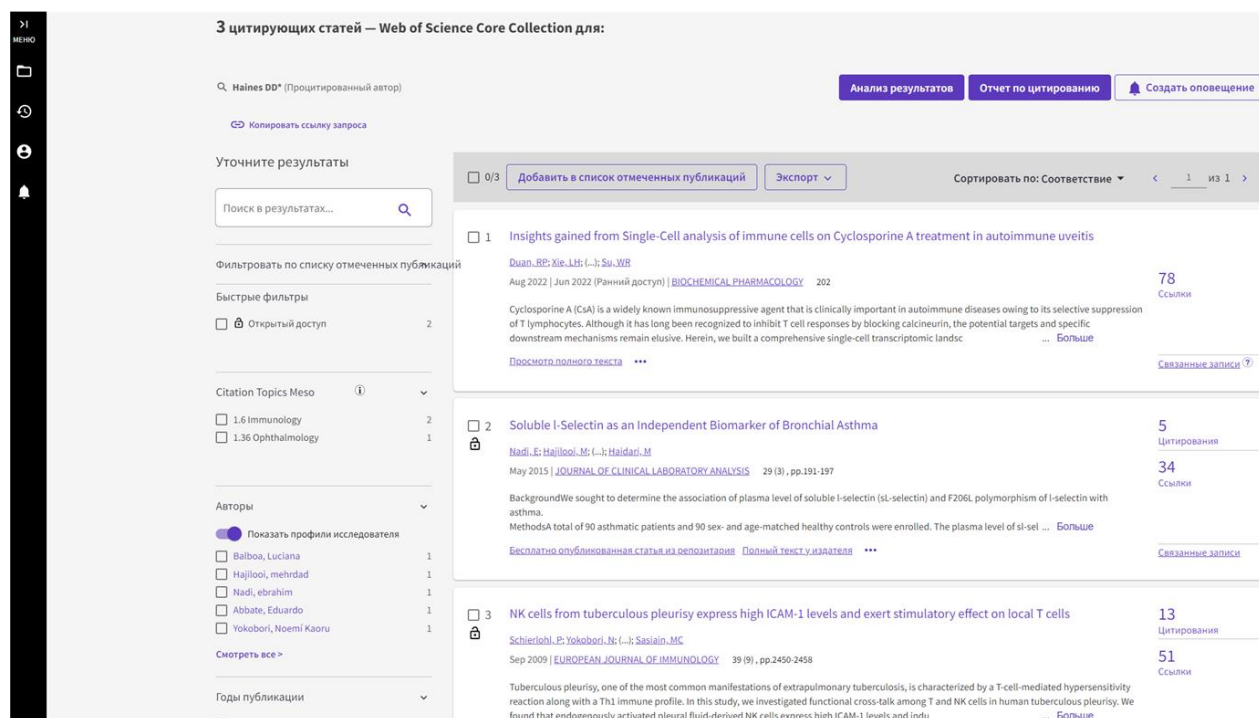 МЕНЮ
3 цитирующих статей — Web of Science Core Collection для:
Haines DD* (Процитированный автор)
Анализ результатов
Отчет по цитированию
Создать оповещение
Копировать ссылку запроса
Уточните результаты
Поиск в результатах...
Фильтровать по списку отмеченных публикаций
Быстрые фильтры
Открытый доступ 2
Citation Topics Meso
1.6 Immunology 2
1.36 Ophthalmology 1
Авторы
Показать профили исследователя
Balboa, Luciana 1
Hajilooi, mehrdad 1
Nadi, ebrahim 1
Abbate, Eduardo 1
Yokobori, Noemí Kaoru 1
Смотреть все >
Годы публикации
0/3 Добавить в список отмеченных публикаций Экспорт Сортировать по: Соответствие < 1 из 1 >
1 Insights gained from Single-Cell analysis of immune cells on Cyclosporine A treatment in autoimmune uveitis
Duan, RP; Xie, LH; (...); Su, WR
Aug 2022 | Jun 2022 (Ранний доступ) | BIOCHEMICAL PHARMACOLOGY 202
Cyclosporine A (CsA) is a widely known immunosuppressive agent that is clinically important in autoimmune diseases owing to its selective suppression
of T lymphocytes. Although it has long been recognized to inhibit T cell responses by blocking calcineurin, the potential targets and specific
downstream mechanisms remain elusive. Herein, we built a comprehensive single-cell transcriptomic landsc ... Больше
Просмотр полного текста •••
78
Ссылки
Связанные записи ?
2 Soluble l-Selectin as an Independent Biomarker of Bronchial Asthma
Nadi, E; Hajilooi, M; (...); Haidari, M
May 2015 | JOURNAL OF CLINICAL LABORATORY ANALYSIS 29 (3) , pp.191-197
BackgroundWe sought to determine the association of plasma level of soluble l-selectin (sL-selectin) and F206L polymorphism of l-selectin with
asthma.
MethodsA total of 90 asthmatic patients and 90 sex- and age-matched healthy controls were enrolled. The plasma level of sl-sel ... Больше
Бесплатно опубликованная статья из репозитария Полный текст у издателя •••
5
Цитирования
34
Ссылки
Связанные записи
3 NK cells from tuberculous pleurisy express high ICAM-1 levels and exert stimulatory effect on local T cells
Schierlohl, P; Yokobori, N; (...); Sasiain, MC
Sep 2009 | EUROPEAN JOURNAL OF IMMUNOLOGY 39 (9) , pp.2450-2458
Tuberculous pleurisy, one of the most common manifestations of extrapulmonary tuberculosis, is characterized by a T-cell-mediated hypersensitivity
reaction along with a Th1 immune profile. In this study, we investigated functional cross-talk among T and NK cells in human tuberculous pleurisy. We
found that endogenously activated pleural fluid-derived NK cells express high ICAM-1 levels and indu ... Больше
13
Цитирования
51
Ссылки